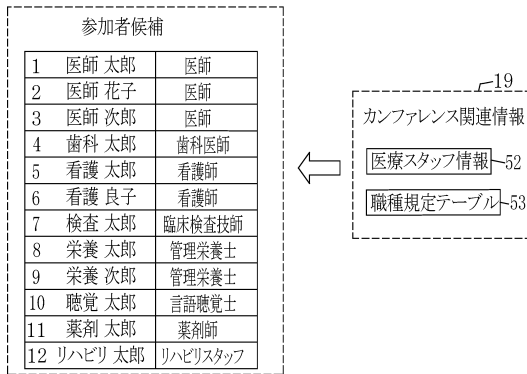 参加者候補
1 医師 太郎 医師
2 医師 花子 医師
3 医師 次郎 医師
4 歯科 太郎 歯科医師
5 看護 太郎 看護師
6 看護 良子 看護師
7 検査 太郎 臨床検査技師
8 栄養 太郎 管理栄養士
9 栄養 次郎 管理栄養士
10 聴覚 太郎 言語聴覚士
11 薬剤 太郎 薬剤師
12 リハビリ 太郎 リハビリスタッフ
19
カンファレンス関連情報
医療スタッフ情報 52
職種規定テーブル 53